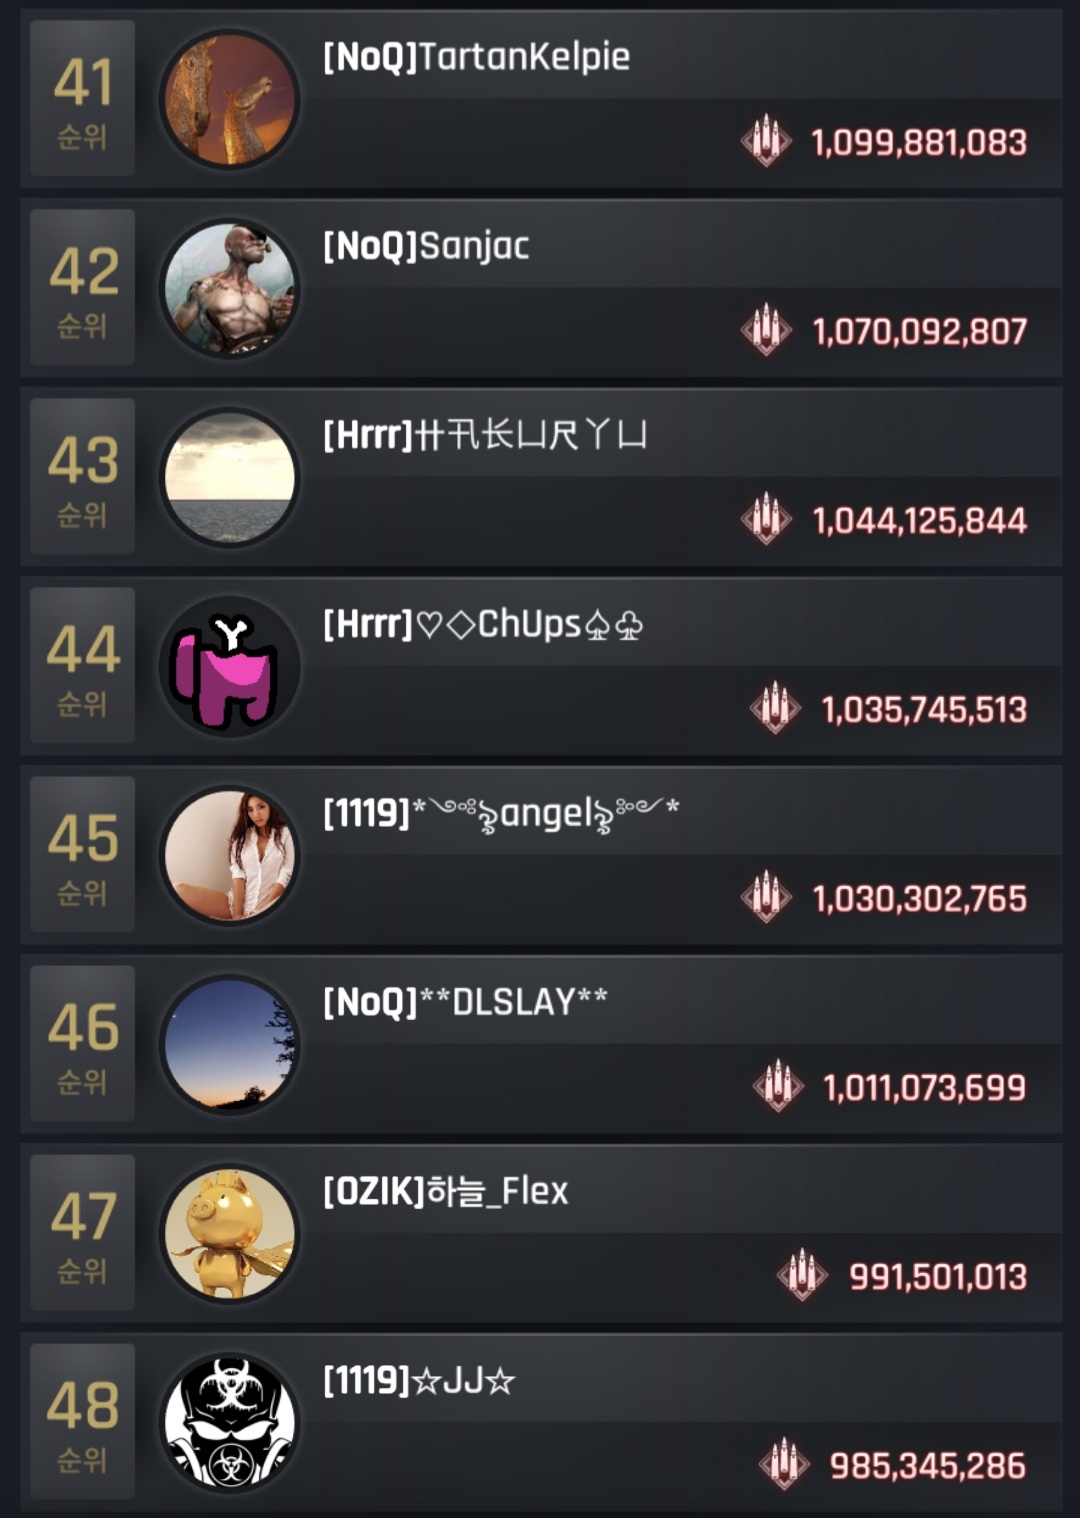 41
순위
[NoQ]TartanKelpie
1,099,881,083
42
순위
[NoQ]Sanjac
1,070,092,807
43
순위
[Hrrr]卄卂长凵尺丫凵
1,044,125,844
44
순위
[Hrrr]♡◇ChUps♤♧
1,035,745,513
45
순위
[1119]*༄༻ঌangelঌ༺࿐*
1,030,302,765
46
순위
[NoQ]**DLSLAY**
1,011,073,699
47
순위
[OZIK]하늘_Flex
991,501,013
48
순위
[1119]☆JJ☆
985,345,286